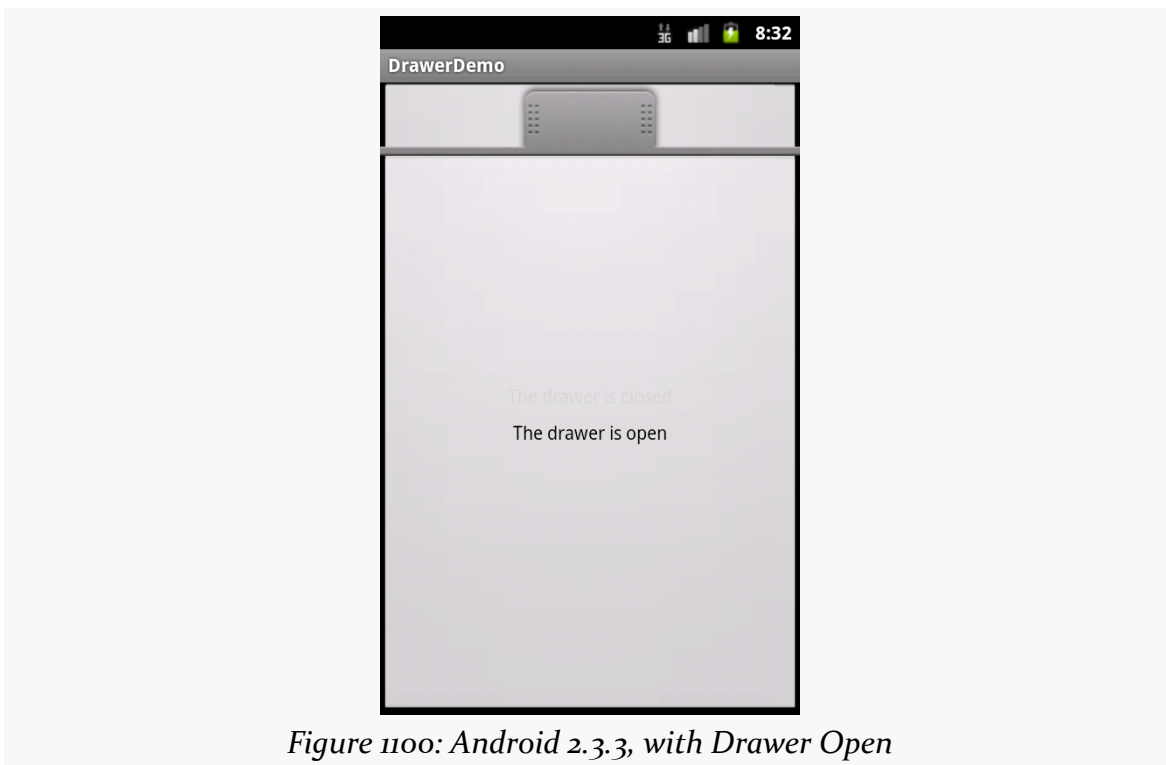 3G 8:32
DrawerDemo
The drawer is closed
The drawer is open
Figure 1100: Android 2.3.3, with Drawer Open